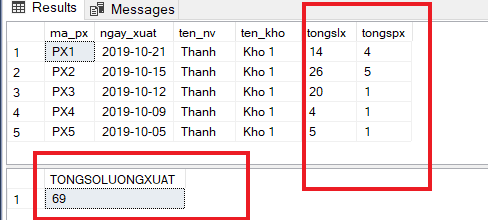 Results Messages
ma_px ngay_xuat ten_nv ten_kho tongslx tongspx
1 PX1 2019-10-21 Thanh Kho 1 14 4
2 PX2 2019-10-15 Thanh Kho 1 26 5
3 PX3 2019-10-12 Thanh Kho 1 20 1
4 PX4 2019-10-09 Thanh Kho 1 4 1
5 PX5 2019-10-05 Thanh Kho 1 5 1
TONGSOLUONGXUAT
1 69